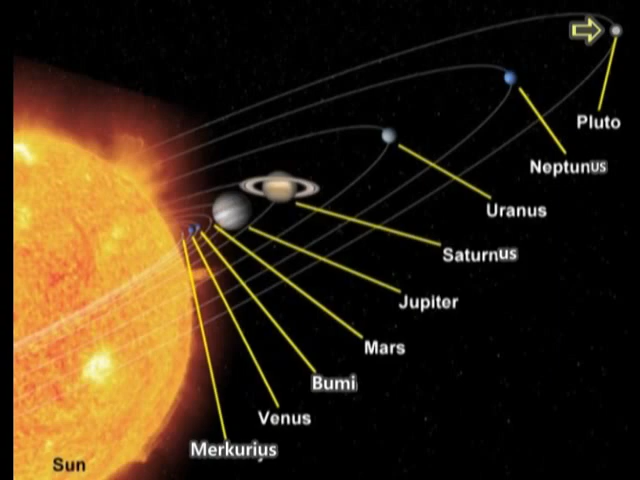 Pluto
Neptunus
Uranus
Saturnus
Jupiter
Mars
Bumi
Venus
Merkurius
Sun